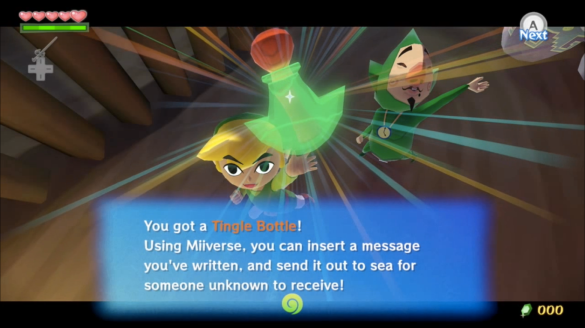 A
Next
You got a Tingle Bottle!
Using Miiverse, you can insert a message
you've written, and send it out to sea for
someone unknown to receive!
000